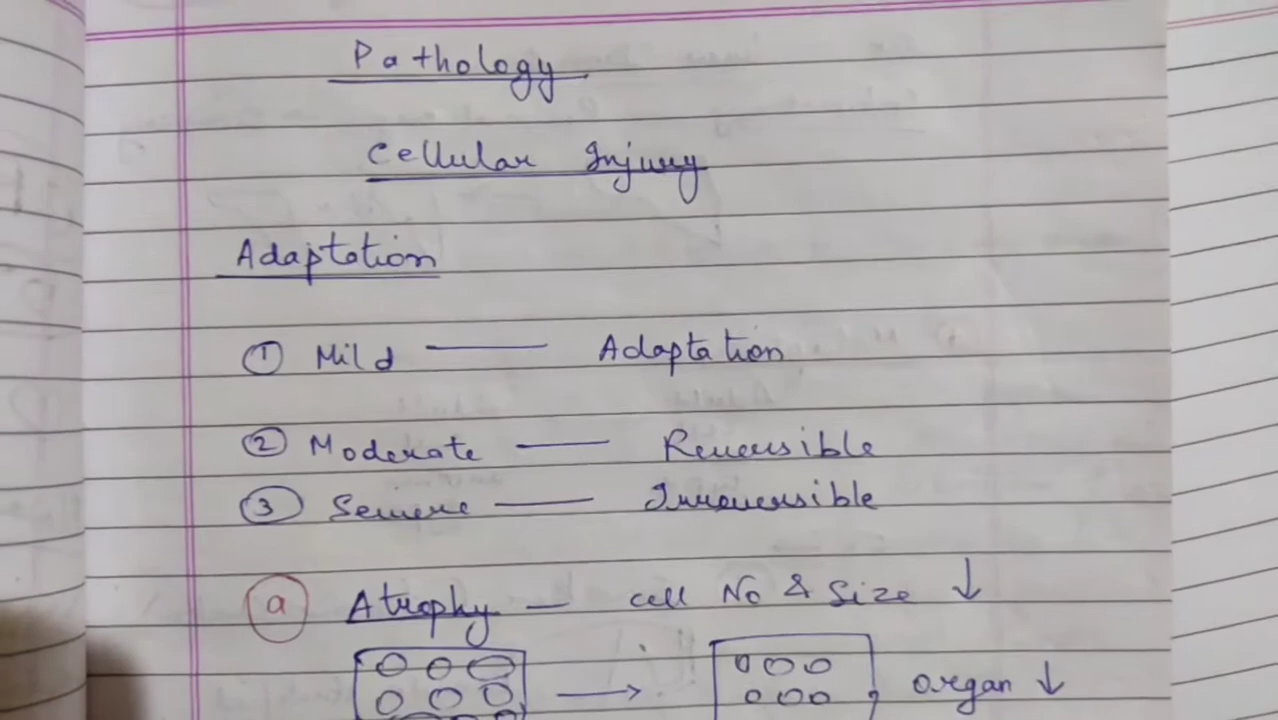 Pathology
Cellular Injury
Adaptation
① Mild —— Adaptation
② Moderate —— Reversible
③ Severe —— Irreversible
ⓐ Atrophy — cell No & Size ↓
→ organ ↓